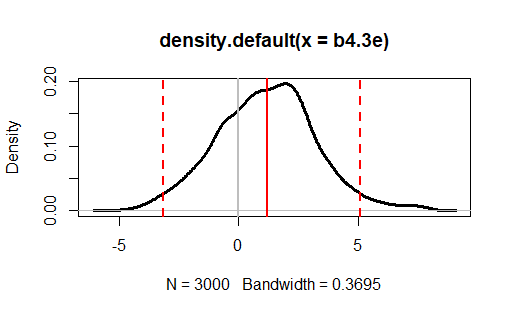 density.default(x = b4.3e)
Density
0.20
0.10
0.00
-5
0
5
N = 3000 Bandwidth = 0.3695